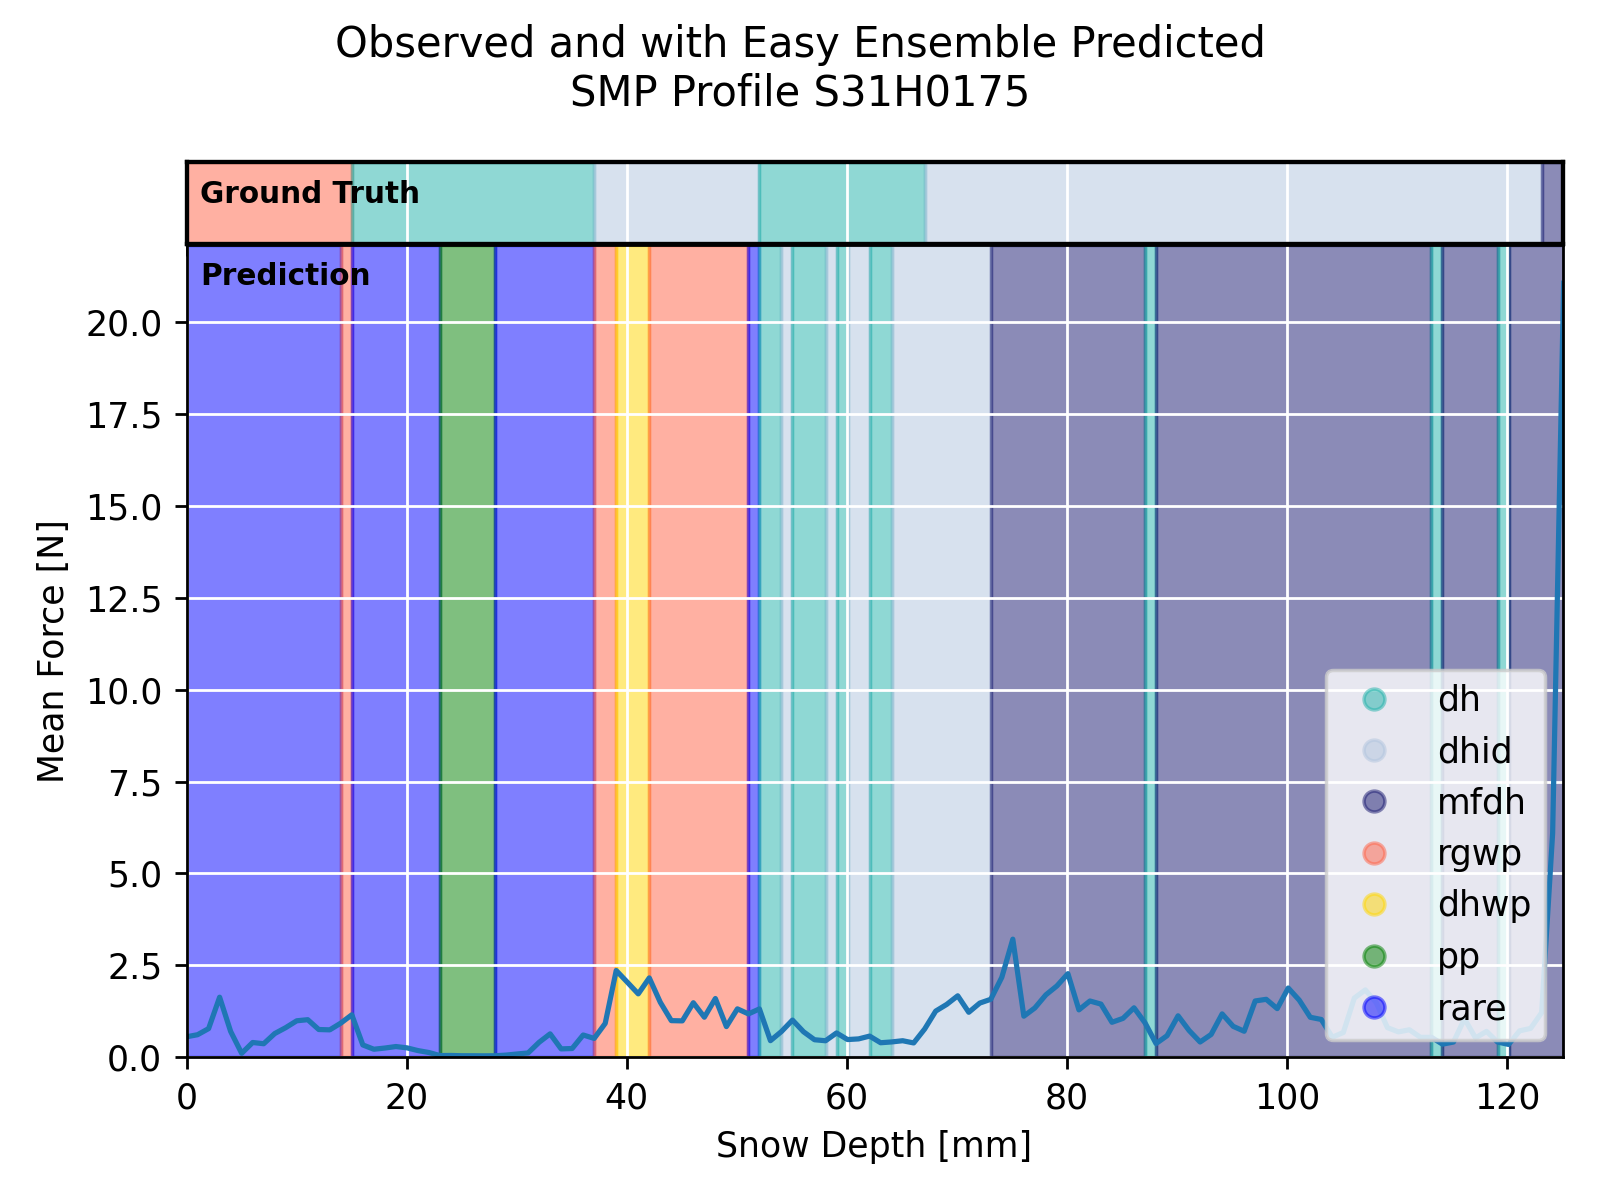 Observed and with Easy Ensemble Predicted
SMP Profile S31H0175
Ground Truth
Prediction
20.0
17.5
15.0
12.5
10.0
7.5
5.0
2.5
0.0
Mean Force [N]
dh
dhid
mfdh
rgwp
dhwp
pp
rare
0 20 40 60 80 100 120
Snow Depth [mm]